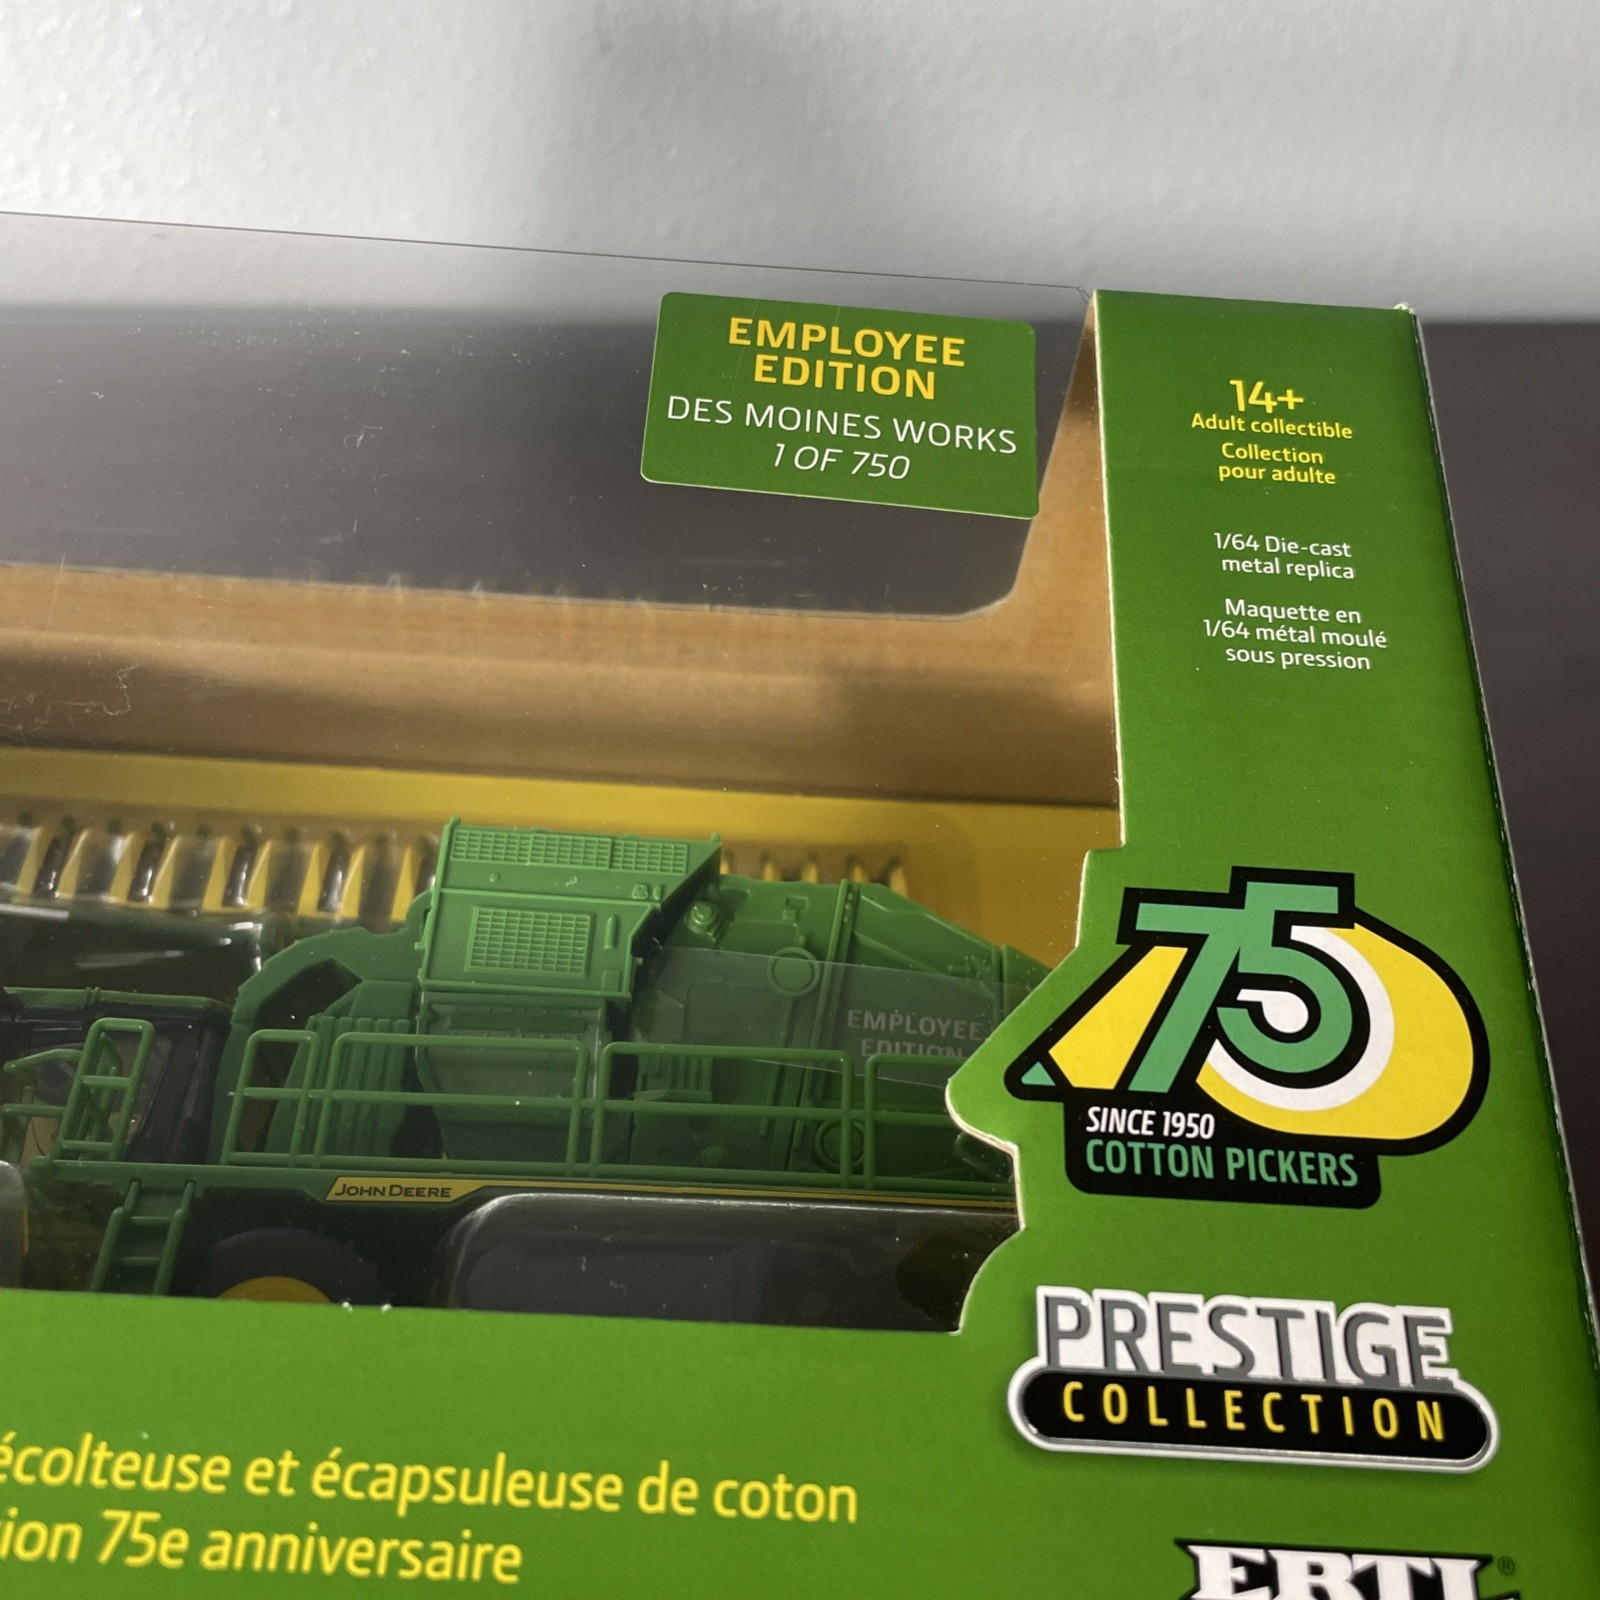 EMPLOYEE
EDITION
DES MOINES WORKS
1 OF 750
14+
Adult collectible
Collection
pour adulte
1/64 Die-cast
metal replica
Maquette en
1/64 métal moulé
sous pression
EMPLOYEE
EDITION
JOHN DEERE
75
SINCE 1950
COTTON PICKERS
PRESTIGE
COLLECTION
écolteuse et écapsuleuse de coton
ion 75e anniversaire
ERTL®